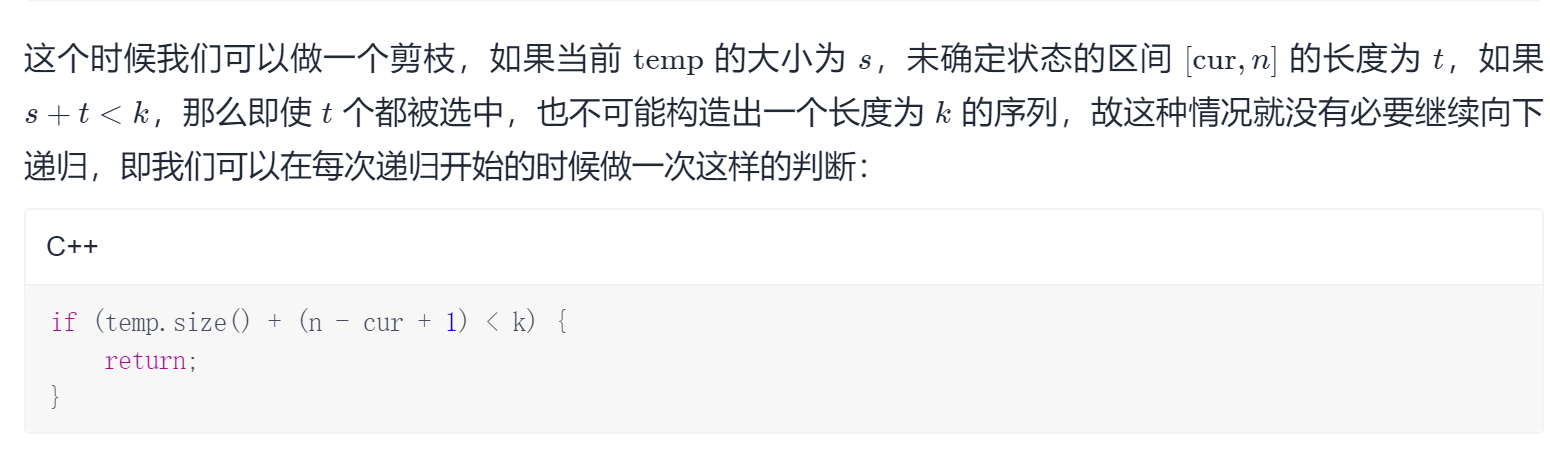 这个时候我们可以做一个剪枝，如果当前 temp 的大小为 s，未确定状态的区间 [cur, n] 的长度为 t，如果
s + t < k，那么即使 t 个都被选中，也不可能构造出一个长度为 k 的序列，故这种情况就没有必要继续向下
递归，即我们可以在每次递归开始的时候做一次这样的判断：
C++
if (temp.size() + (n - cur + 1) < k) {
    return;
}